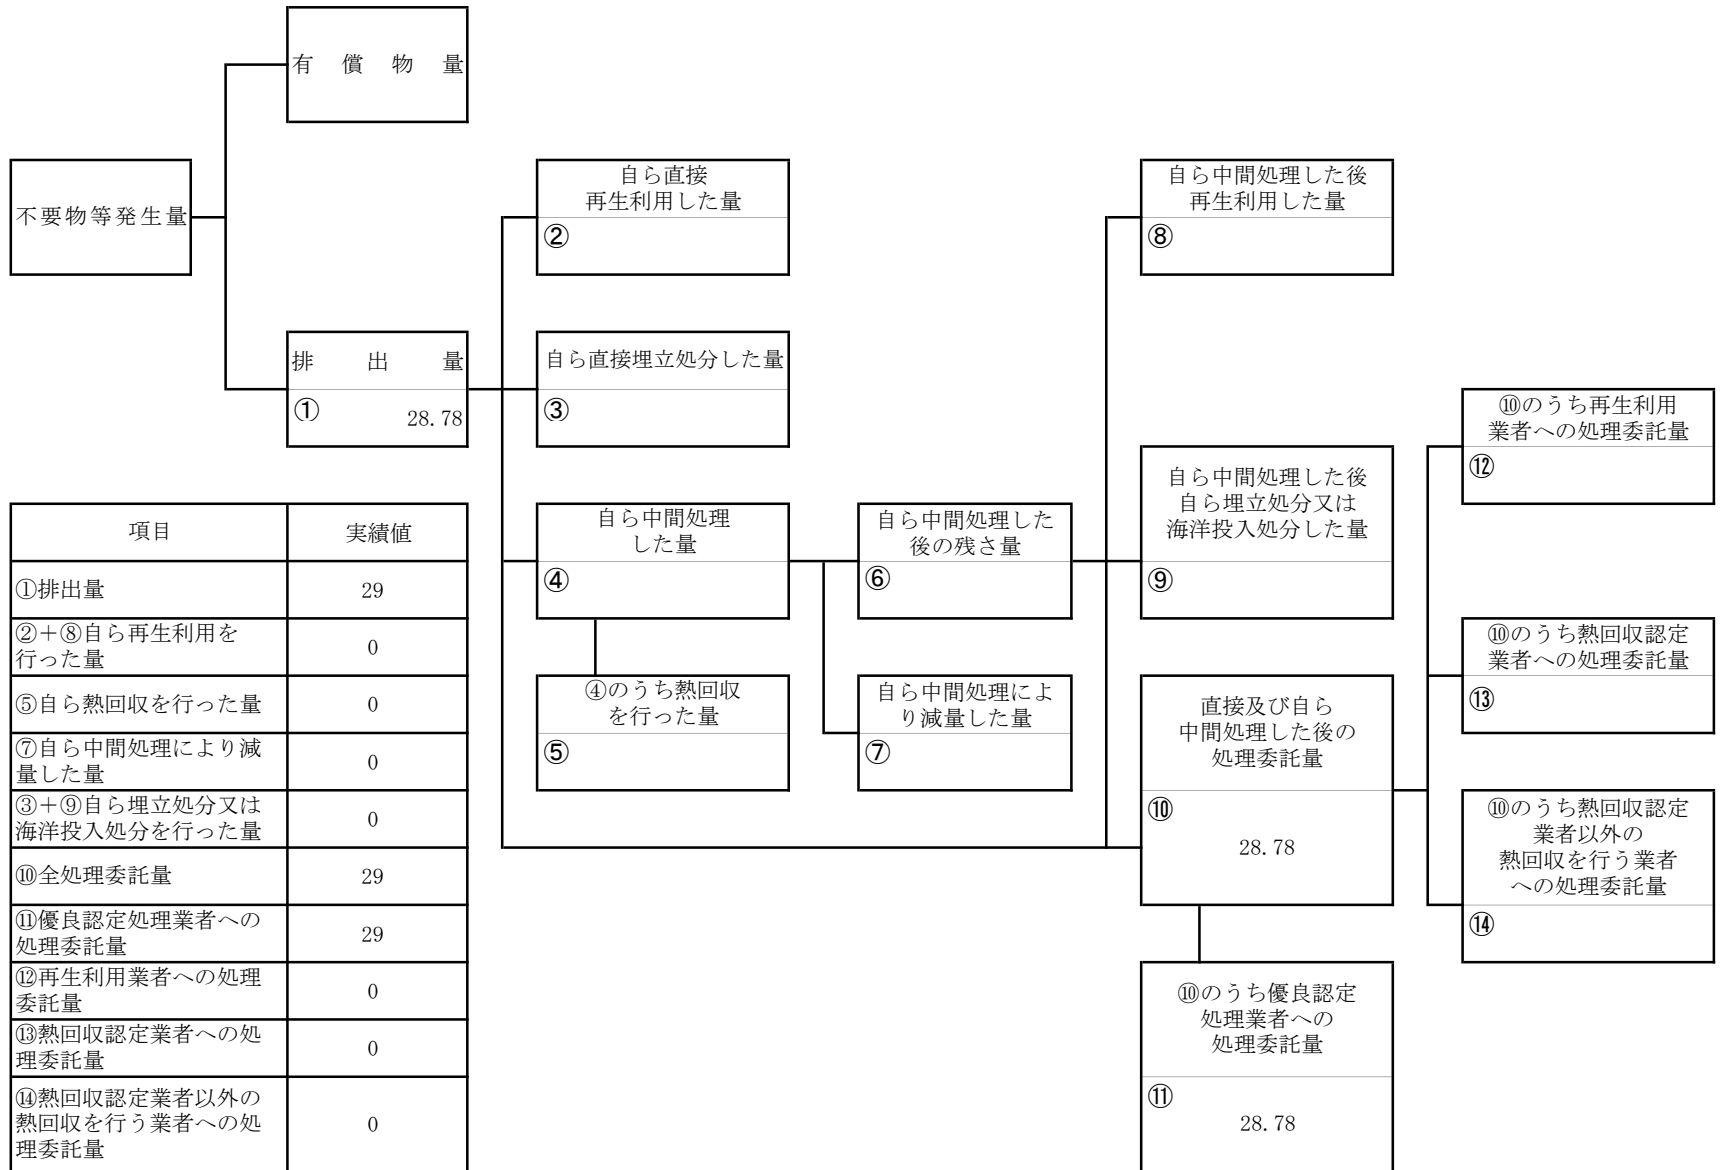 有償物量
不要物等発生量
自ら直接
再生利用した量
②
自ら中間処理した後
再生利用した量
⑧
排出量
①
28.78
自ら直接埋立処分した量
③
⑩のうち再生利用
業者への処理委託量
⑫
自ら中間処理した後
自ら埋立処分又は
海洋投入処分した量
⑨
自ら中間処理
した量
④
自ら中間処理した
後の残さ量
⑥
⑩のうち熱回収認定
業者への処理委託量
⑬
④のうち熱回収
を行った量
⑤
自ら中間処理によ
り減量した量
⑦
直接及び自ら
中間処理した後の
処理委託量
⑩
28.78
⑩のうち熱回収認定
業者以外の
熱回収を行う業者
への処理委託量
⑭
⑩のうち優良認定
処理業者への
処理委託量
⑪
28.78
項目 実績値
①排出量 29
②＋⑧自ら再生利用を
行った量
0
⑤自ら熱回収を行った量 0
⑦自ら中間処理により減
量した量
0
③＋⑨自ら埋立処分又は
海洋投入処分を行った量
0
⑩全処理委託量 29
⑪優良認定処理業者への
処理委託量
29
⑫再生利用業者への処理
委託量
0
⑬熱回収認定業者への処
理委託量
0
⑭熱回収認定業者以外の
熱回収を行う業者への処
理委託量
0